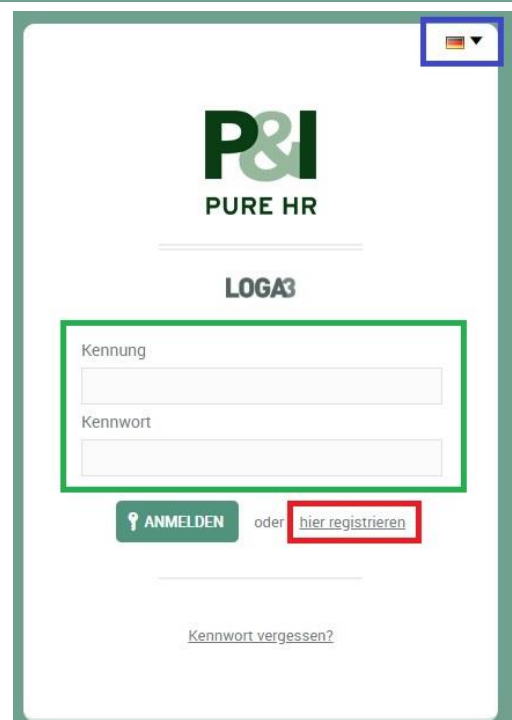 P&I
PURE HR
LOGA3
Kennung
Kennwort
ANMELDEN oder hier registrieren
Kennwort vergessen?